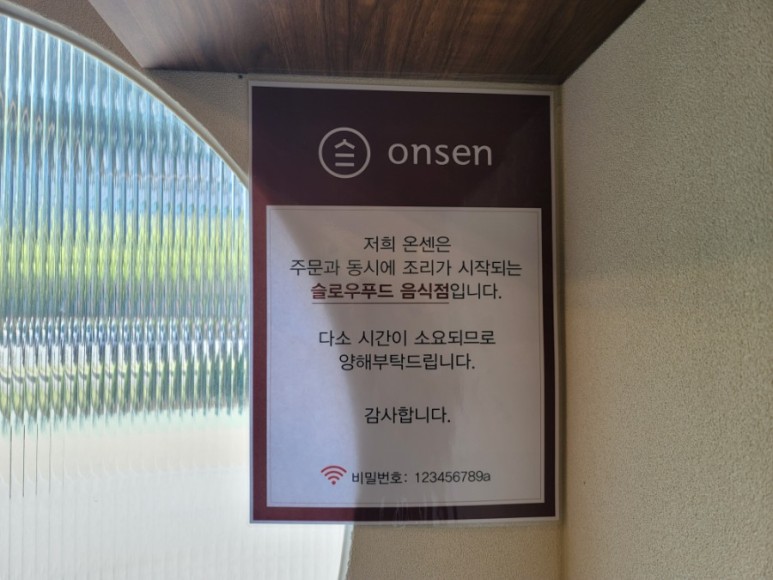 onsen
저희 온센은
주문과 동시에 조리가 시작되는
슬로우푸드 음식점입니다.
다소 시간이 소요되므로
양해부탁드립니다.
감사합니다.
비밀번호: 123456789a